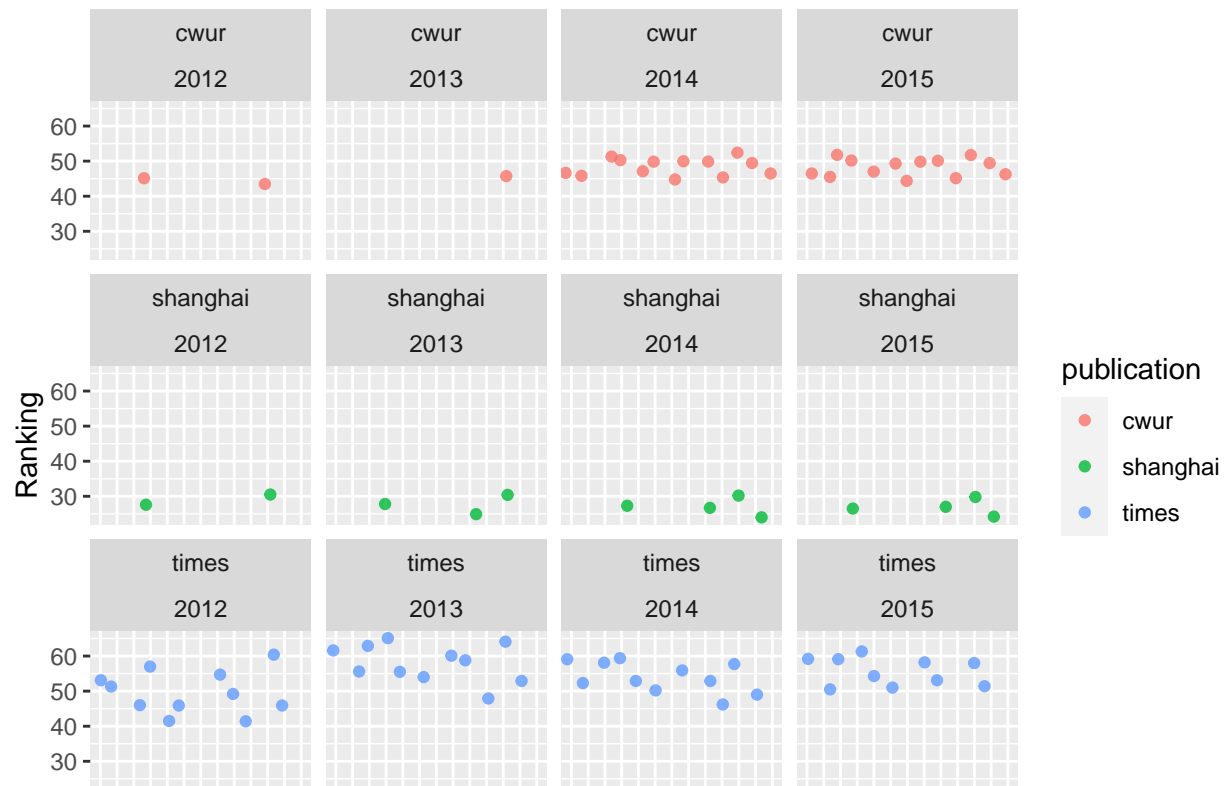 cwur cwur cwur cwur
2012 2013 2014 2015
60
50
40
30
shanghai shanghai shanghai shanghai
2012 2013 2014 2015
60
50
40
30
times times times times
2012 2013 2014 2015
60
50
40
30
Ranking
publication
cwur
shanghai
times